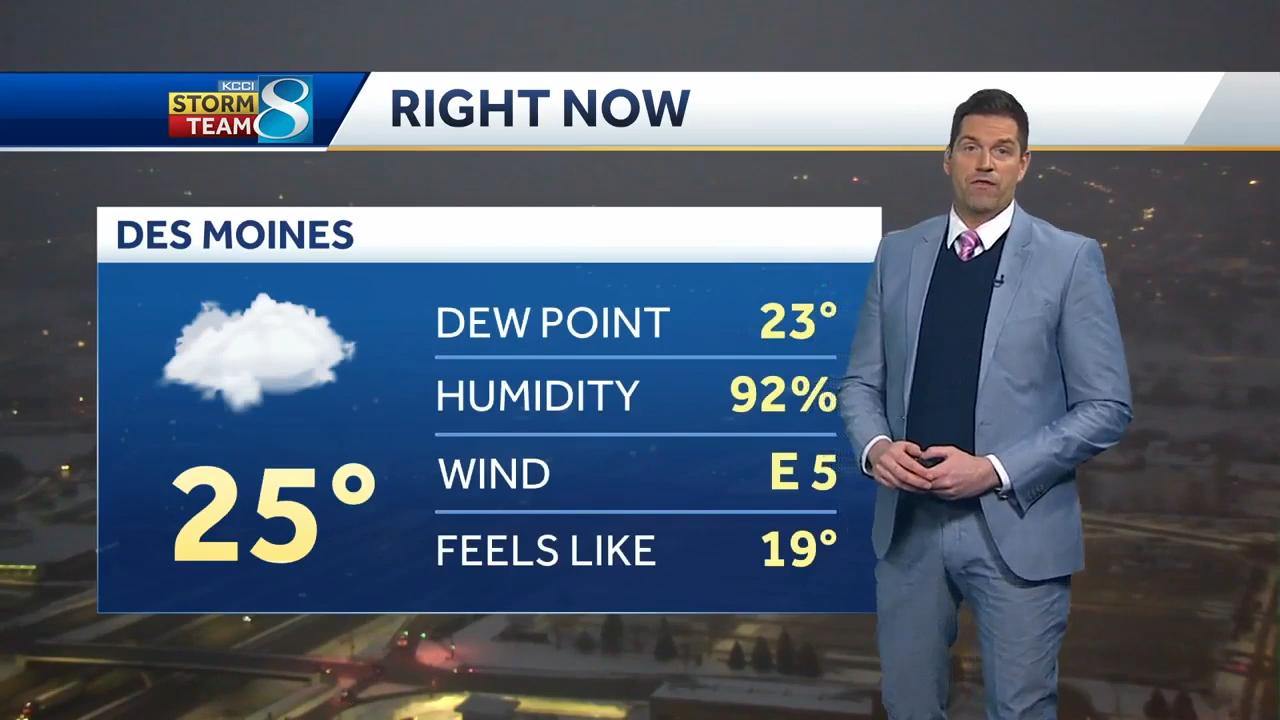 KCCI
STORM
TEAM 8
RIGHT NOW
DES MOINES
25°
DEW POINT 23°
HUMIDITY 92%
WIND E 5
FEELS LIKE 19°